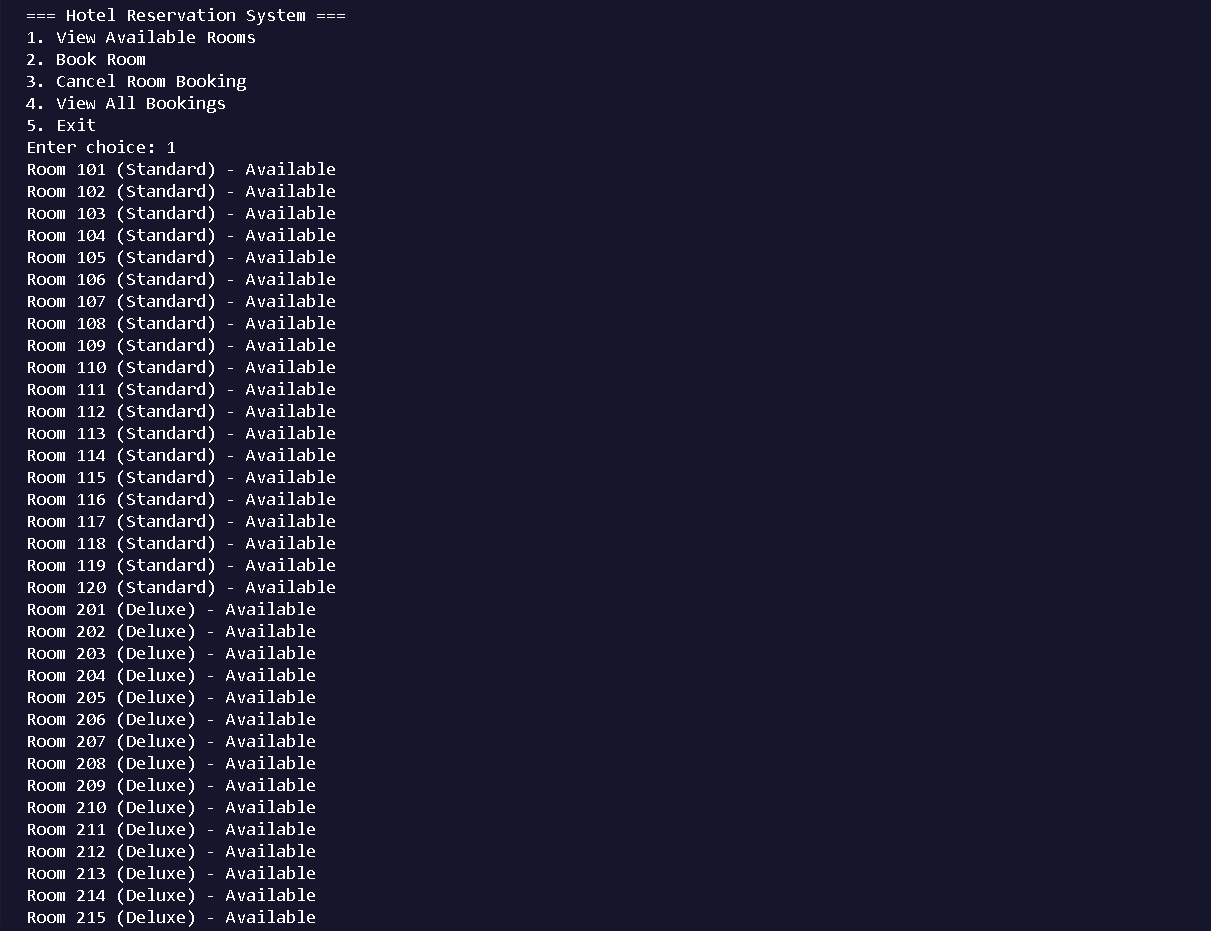 === Hotel Reservation System ===
1. View Available Rooms
2. Book Room
3. Cancel Room Booking
4. View All Bookings
5. Exit
Enter choice: 1
Room 101 (Standard) - Available
Room 102 (Standard) - Available
Room 103 (Standard) - Available
Room 104 (Standard) - Available
Room 105 (Standard) - Available
Room 106 (Standard) - Available
Room 107 (Standard) - Available
Room 108 (Standard) - Available
Room 109 (Standard) - Available
Room 110 (Standard) - Available
Room 111 (Standard) - Available
Room 112 (Standard) - Available
Room 113 (Standard) - Available
Room 114 (Standard) - Available
Room 115 (Standard) - Available
Room 116 (Standard) - Available
Room 117 (Standard) - Available
Room 118 (Standard) - Available
Room 119 (Standard) - Available
Room 120 (Standard) - Available
Room 201 (Deluxe) - Available
Room 202 (Deluxe) - Available
Room 203 (Deluxe) - Available
Room 204 (Deluxe) - Available
Room 205 (Deluxe) - Available
Room 206 (Deluxe) - Available
Room 207 (Deluxe) - Available
Room 208 (Deluxe) - Available
Room 209 (Deluxe) - Available
Room 210 (Deluxe) - Available
Room 211 (Deluxe) - Available
Room 212 (Deluxe) - Available
Room 213 (Deluxe) - Available
Room 214 (Deluxe) - Available
Room 215 (Deluxe) - Available